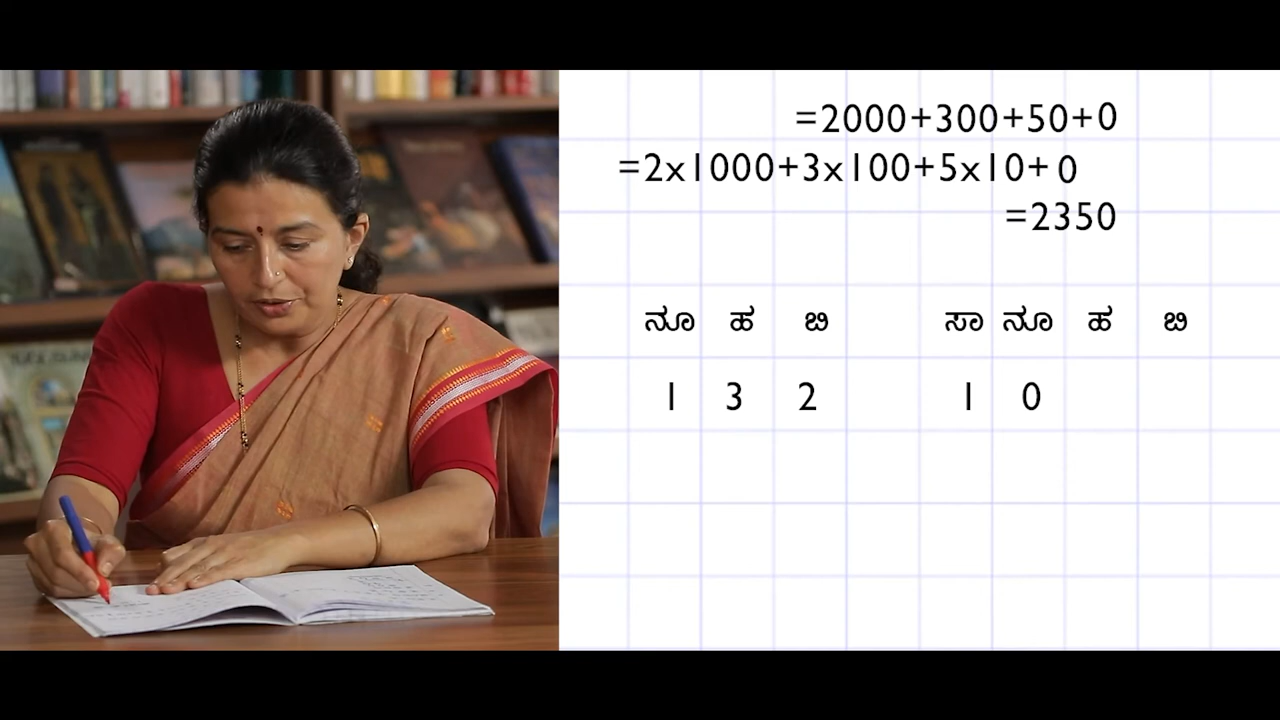 =2000+300+50+0
=2x1000+3x100+5x10+0
=2350
ನೂ ಹ ಬಿ ಸಾ ನೂ ಹ ಬಿ
1 3 2 1 0